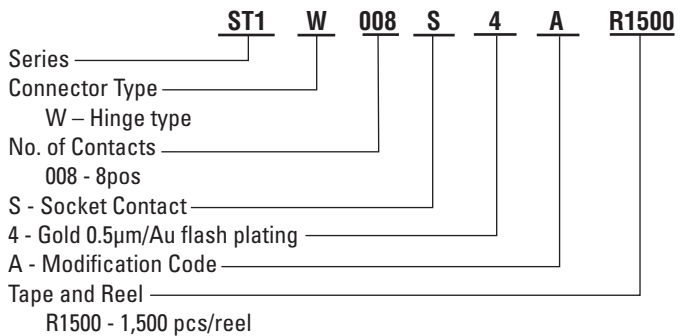 ST1 W 008 S 4 A R1500
Series
Connector Type
W – Hinge type
No. of Contacts
008 - 8pos
S - Socket Contact
4 - Gold 0.5µm/Au flash plating
A - Modification Code
Tape and Reel
R1500 - 1,500 pcs/reel